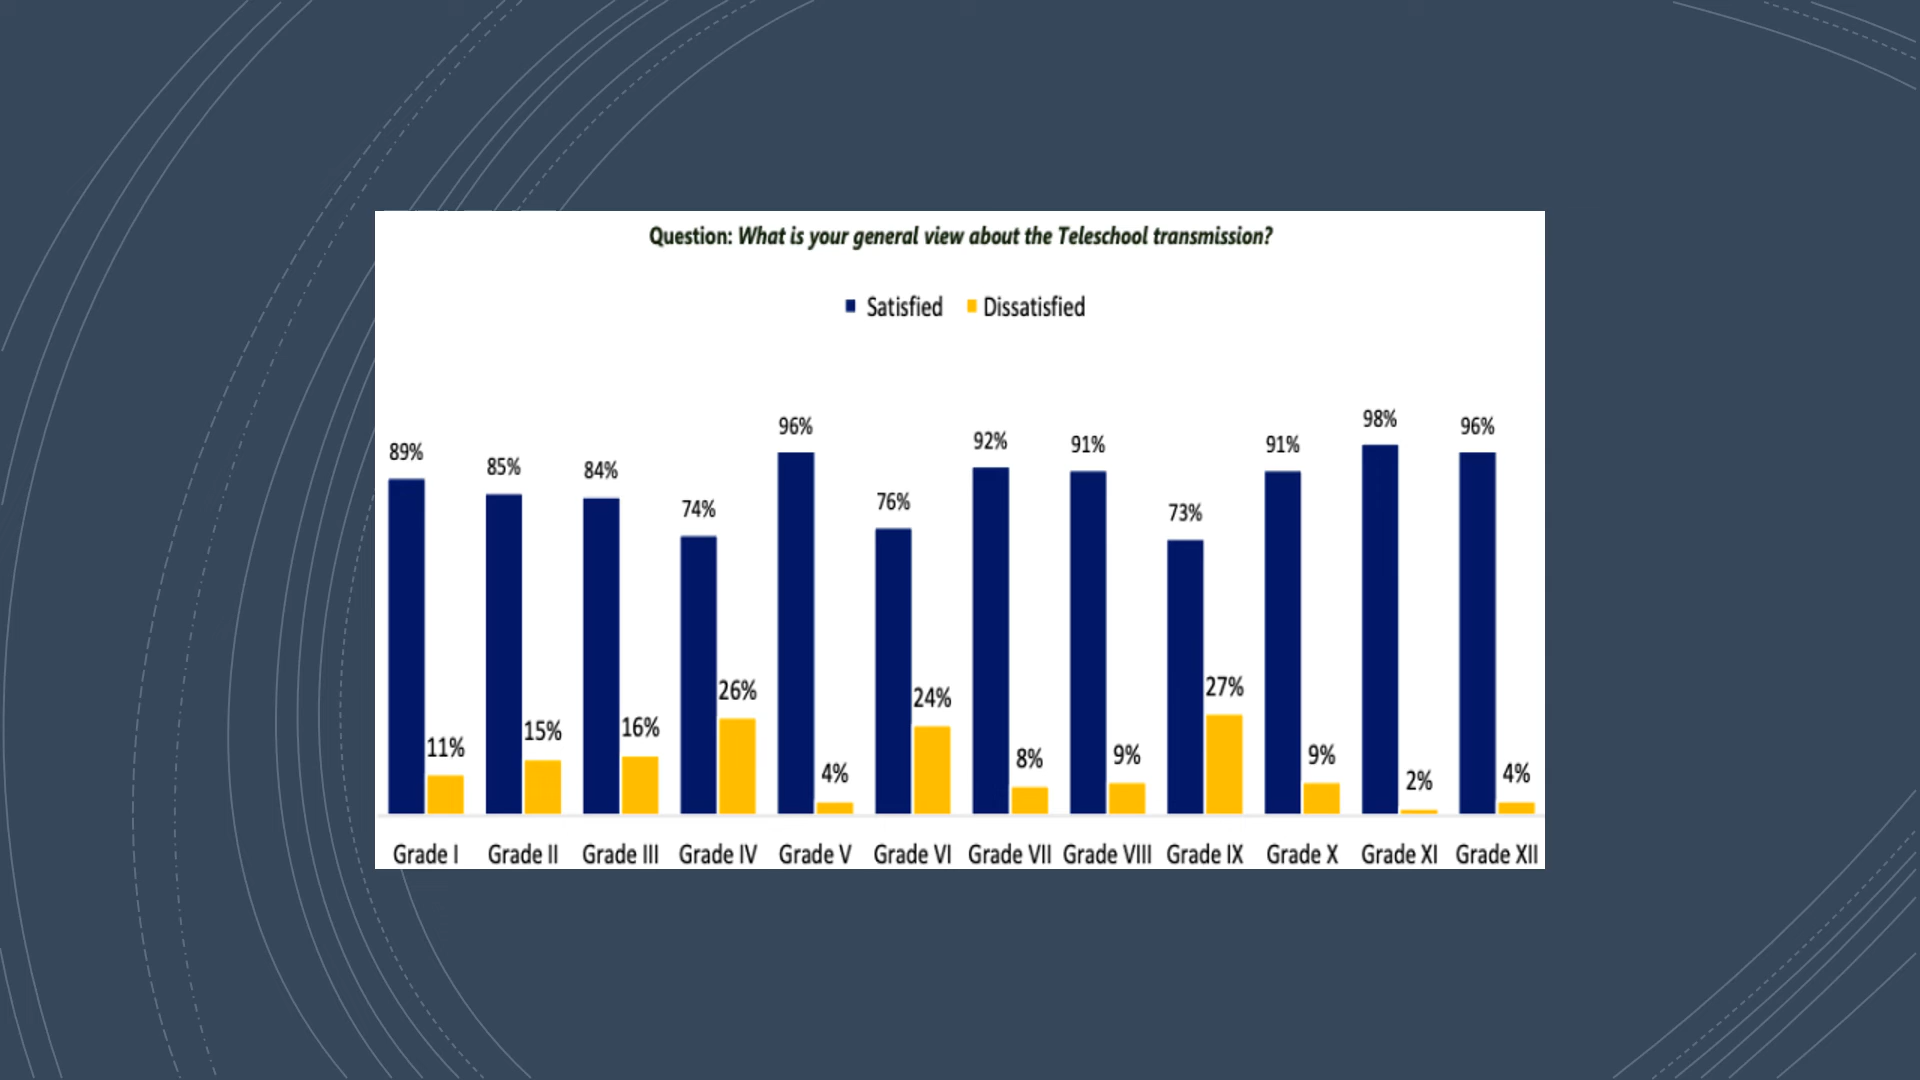 Question: What is your general view about the Teleschool transmission?
Satisfied Dissatisfied
89% 11% 85% 15% 84% 16% 74% 26% 96% 4% 76% 24% 92% 8% 91% 9% 73% 27% 91% 9% 98% 2% 96% 4%
Grade I Grade II Grade III Grade IV Grade V Grade VI Grade VII Grade VIII Grade IX Grade X Grade XI Grade XII